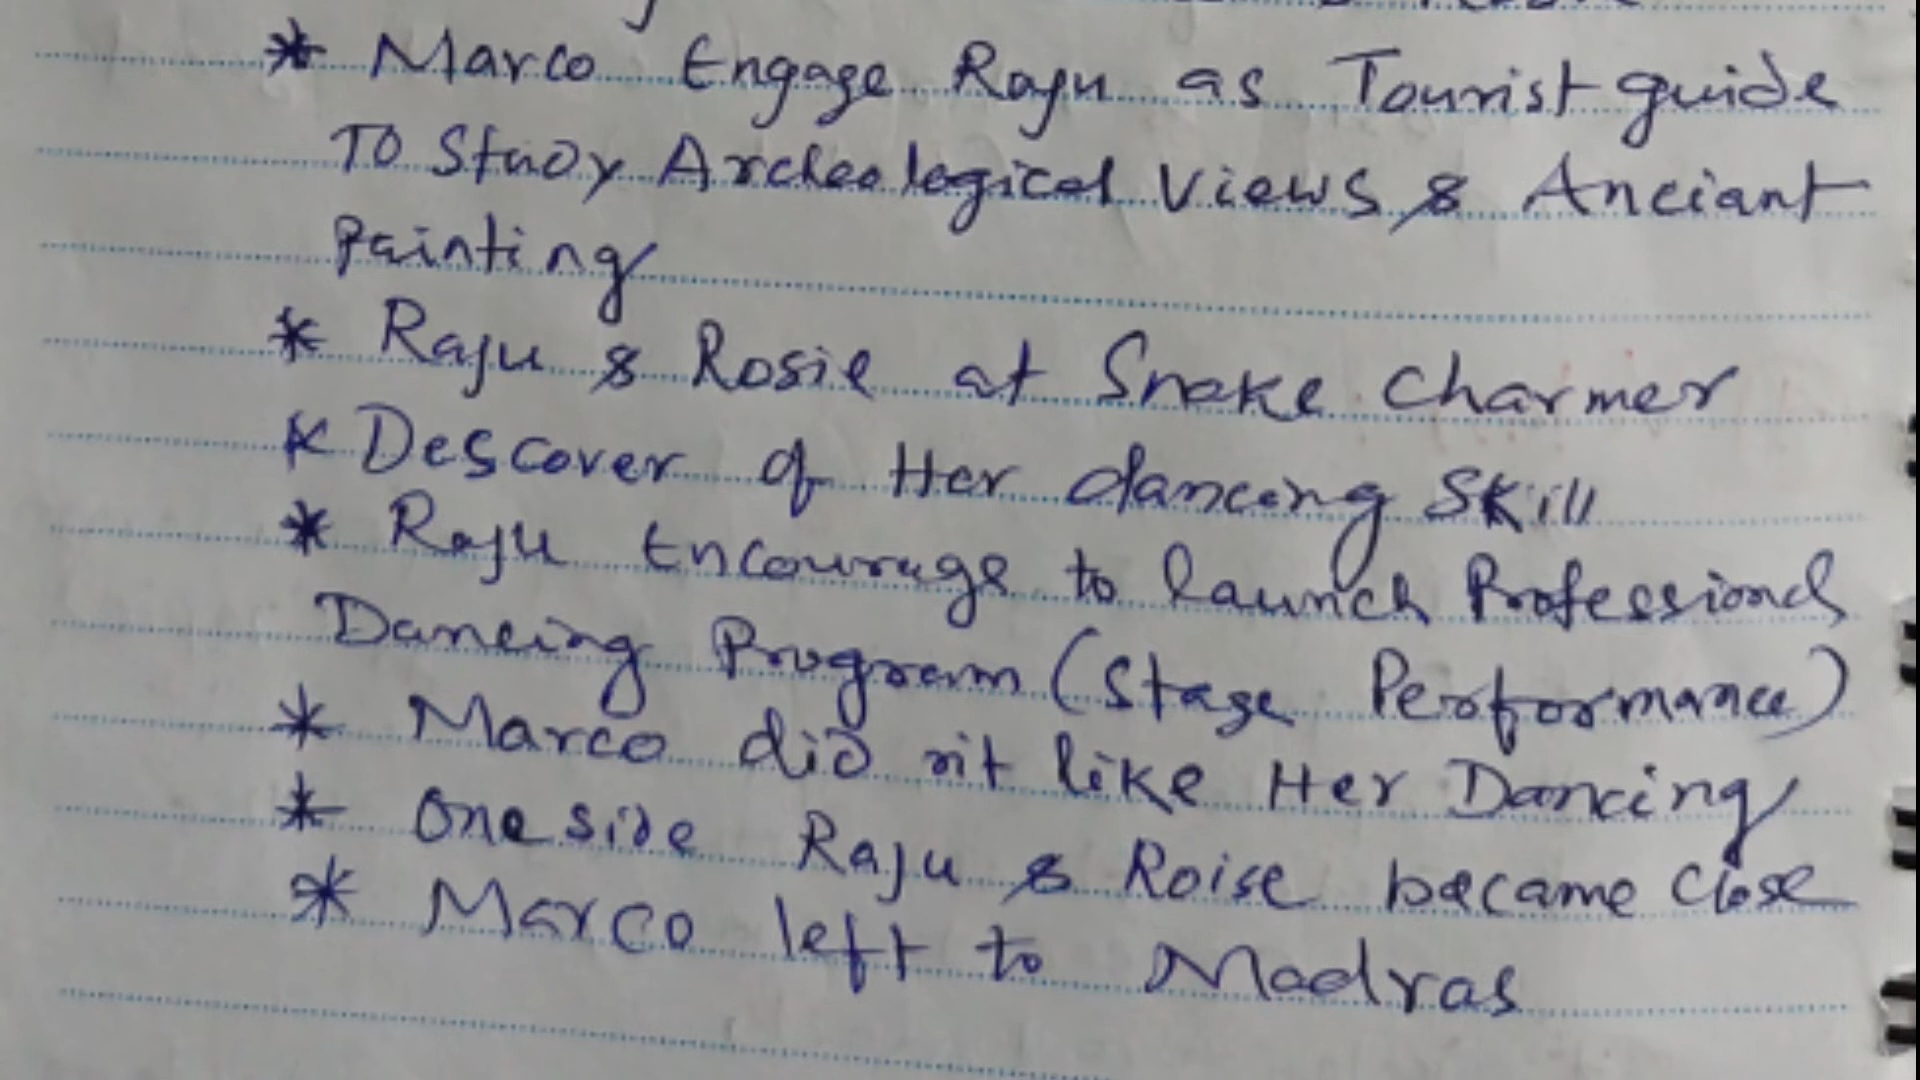 * Marco Engage Raju as Tourist guide
TO Study Archeological Views & Anciant
Painting
* Raju & Rosie at Snake Charmer
* Descover of Her dancing Skill
* Raju Encourage to launch Professional
Dancing Program (Stage Performance)
* Marco did nit like Her Dancing
* One side Raju & Roise became close
* Marco left to Madras